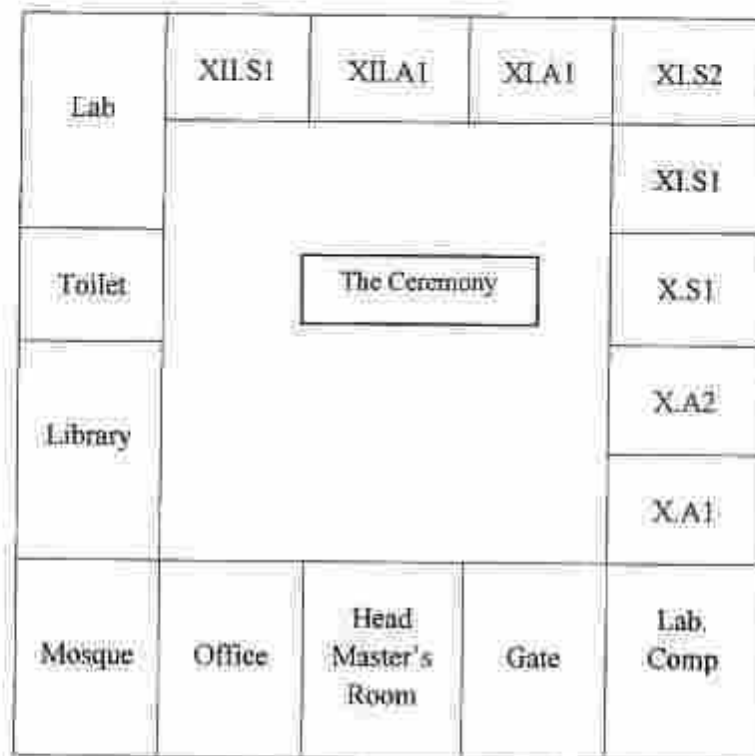 Lab
XII.S1
XII.A1
XI.A1
XI.S2
XI.S1
Toilet
The Ceremony
X.S1
X.A2
Library
X.A1
Mosque
Office
Head
Master's
Room
Gate
Lab.
Comp